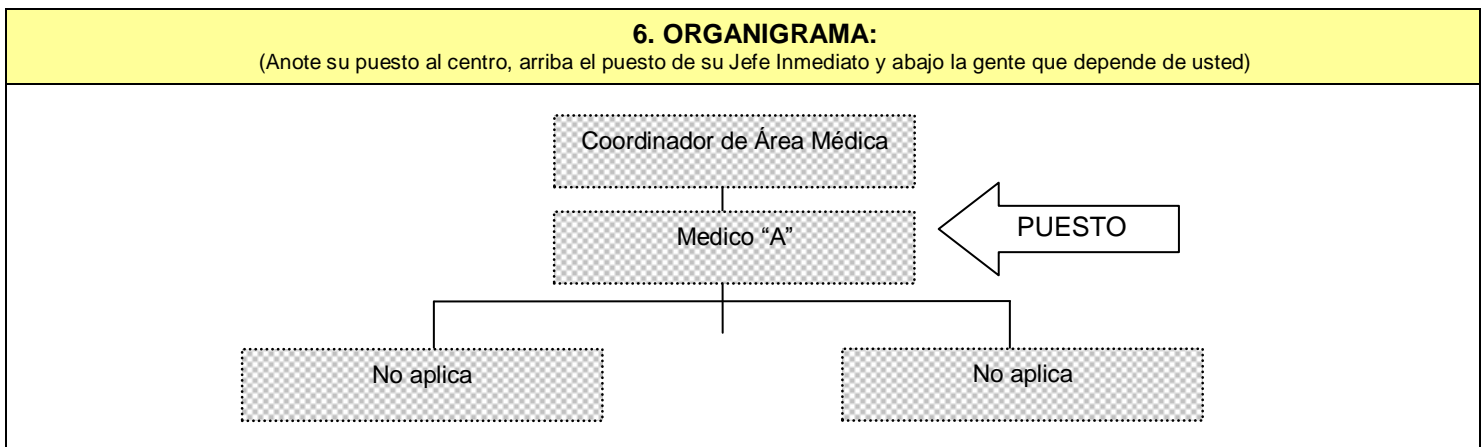 6. ORGANIGRAMA:
(Anote su puesto al centro, arriba el puesto de su Jefe Inmediato y abajo la gente que depende de usted)
Coordinador de Área Médica
Medico “A”
PUESTO
No aplica
No aplica